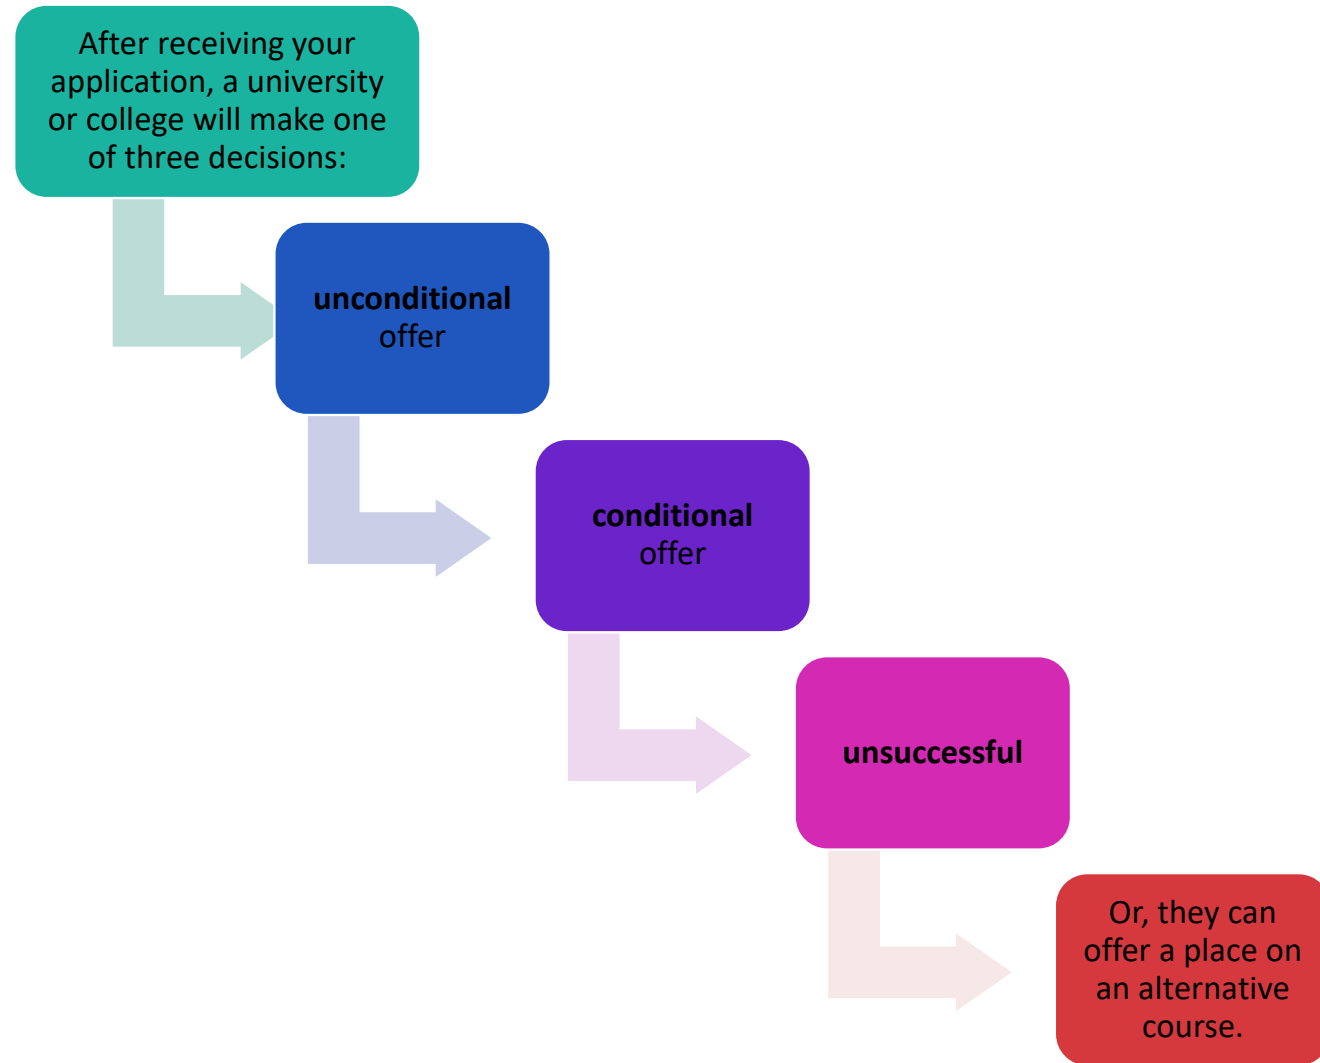 After receiving your
application, a university
or college will make one
of three decisions:
unconditional
offer
conditional
offer
unsuccessful
Or, they can
offer a place on
an alternative
course.